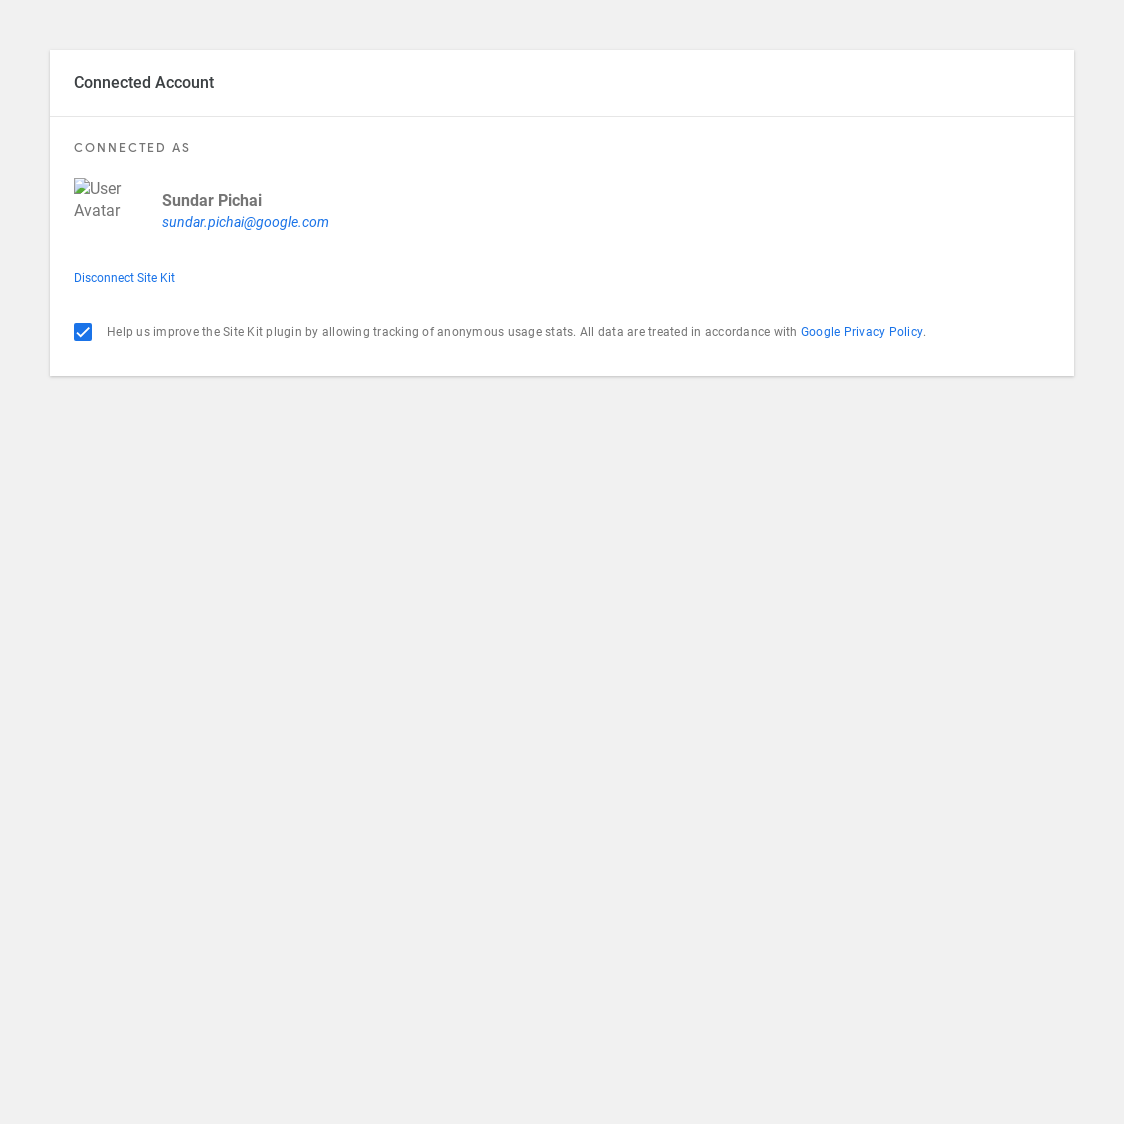 Connected Account
CONNECTED AS
User
Avatar
Sundar Pichai
sundar.pichai@google.com
Disconnect Site Kit
Help us improve the Site Kit plugin by allowing tracking of anonymous usage stats. All data are treated in accordance with Google Privacy Policy.